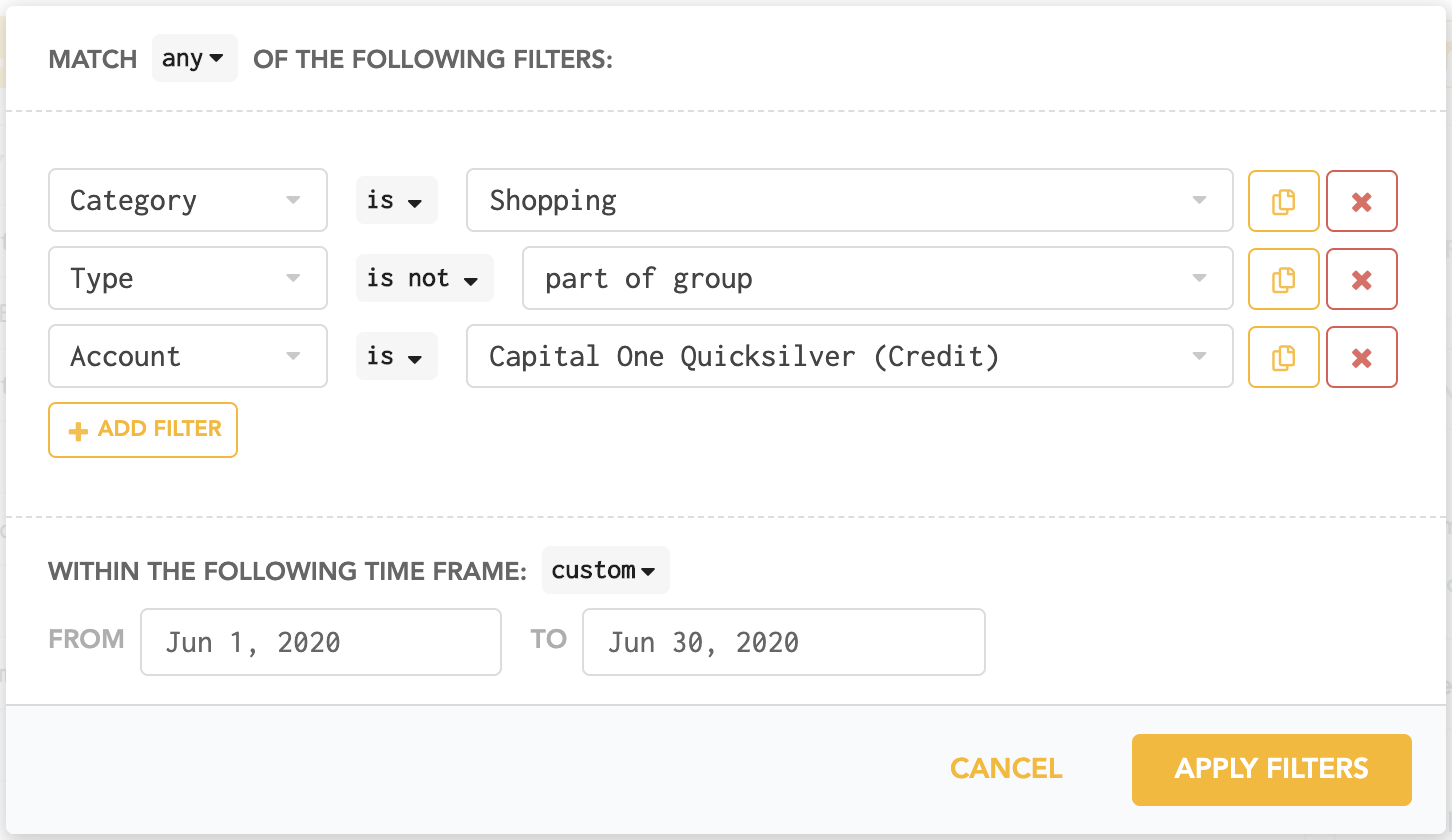 MATCH any OF THE FOLLOWING FILTERS:
Category is Shopping
Type is not part of group
Account is Capital One Quicksilver (Credit)
ADD FILTER
WITHIN THE FOLLOWING TIME FRAME: custom
FROM Jun 1, 2020 TO Jun 30, 2020
CANCEL APPLY FILTERS